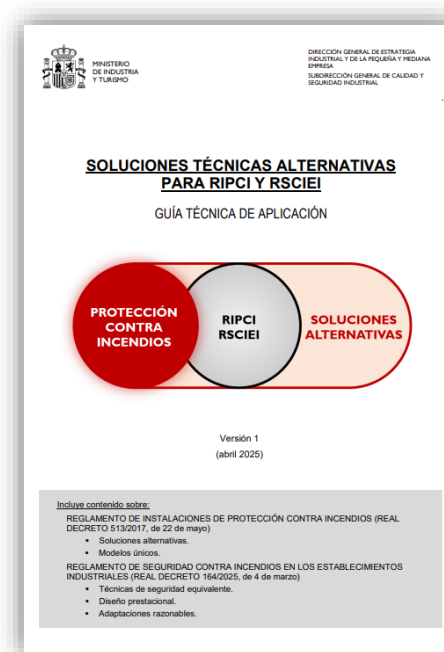 MINISTERIO
DE INDUSTRIA
Y TURISMO
DIRECCIÓN GENERAL DE ESTRATEGIA
INDUSTRIAL Y DE LA PEQUEÑA Y MEDIANA
EMPRESA
SUBDIRECCIÓN GENERAL DE CALIDAD Y
SEGURIDAD INDUSTRIAL
SOLUCIONES TÉCNICAS ALTERNATIVAS
PARA RIPCI Y RSCIEI
GUÍA TÉCNICA DE APLICACIÓN
PROTECCIÓN
CONTRA
INCENDIOS
RIPCI
RSCIEI
SOLUCIONES
ALTERNATIVAS
Versión 1
(abril 2025)
Incluye contenido sobre:
REGLAMENTO DE INSTALACIONES DE PROTECCIÓN CONTRA INCENDIOS (REAL
DECRETO 513/2017, de 22 de mayo)
▪ Soluciones alternativas.
▪ Modelos únicos.
REGLAMENTO DE SEGURIDAD CONTRA INCENDIOS EN LOS ESTABLECIMIENTOS
INDUSTRIALES (REAL DECRETO 164/2025, de 4 de marzo)
▪ Técnicas de seguridad equivalente.
▪ Diseño prestacional.
▪ Adaptaciones razonables.